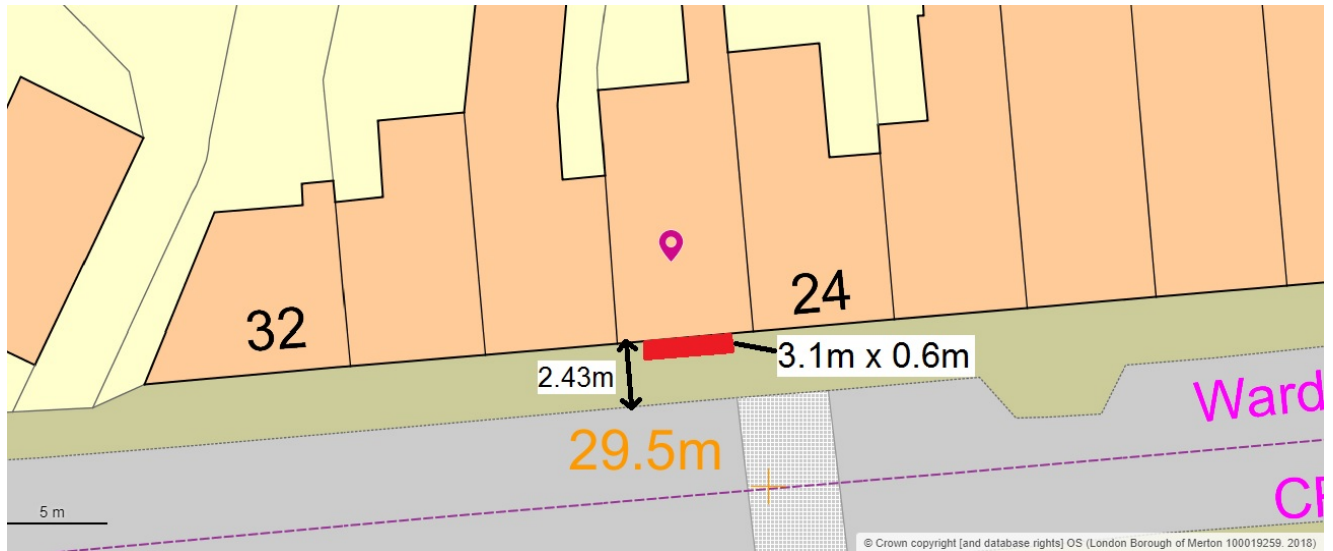 24
32
3.1m x 0.6m
2.43m
Ward
29.5m
5 m
© Crown copyright [and database rights] OS (London Borough of Merton 100019259. 2018)